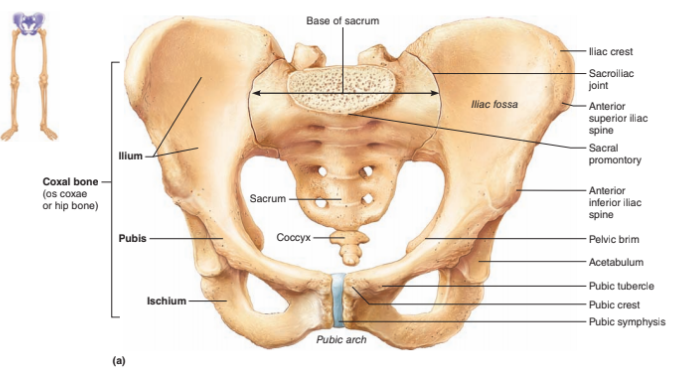 Base of sacrum
Iliac crest
Sacroiliac
joint
Iliac fossa
Anterior
superior iliac
spine
Sacral
promontory
Ilium
Coxal bone
(os coxae
or hip bone)
Sacrum
Anterior
inferior iliac
spine
Pubis
Coccyx
Pelvic brim
Acetabulum
Ischium
Pubic tubercle
Pubic crest
Pubic symphysis
Pubic arch
(a)